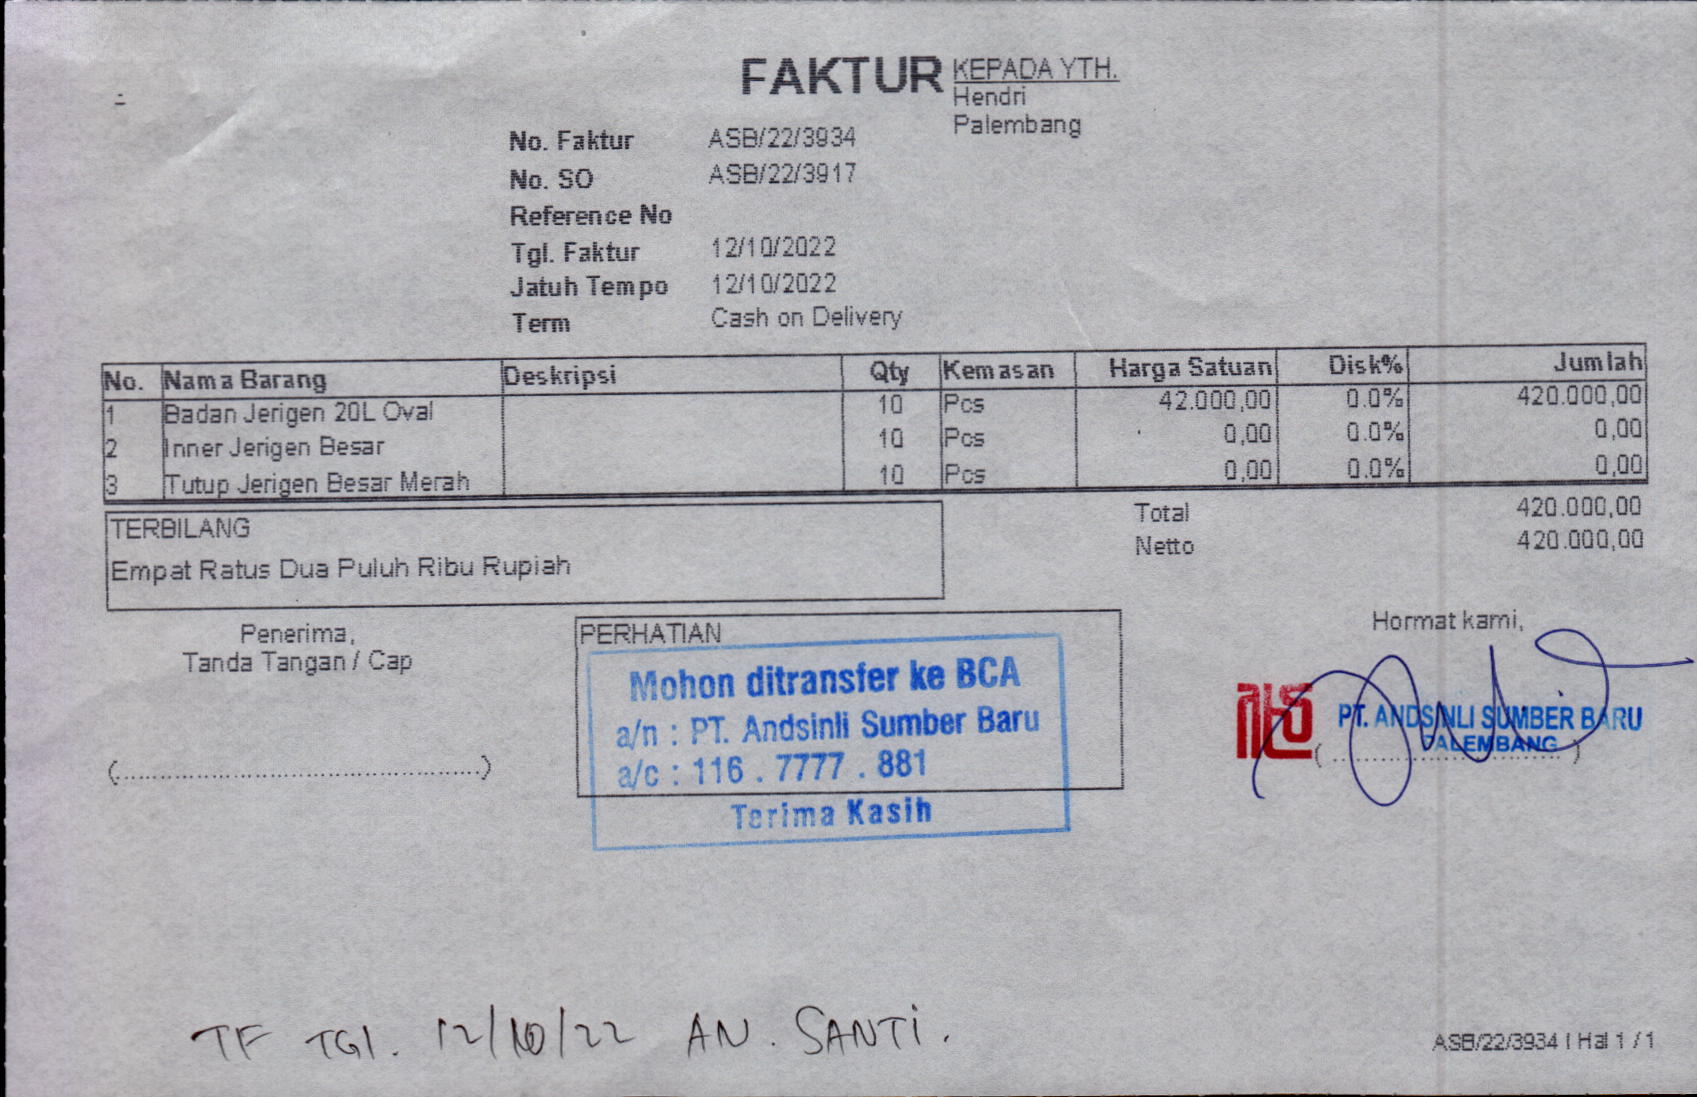 FAKTUR
KEPADA YTH.
Hendri
Palembang
No. Faktur ASB/22/3934
No. SO ASB/22/3917
Reference No
Tgl. Faktur 12/10/2022
Jatuh Tempo 12/10/2022
Term Cash on Delivery
No. Nama Barang Deskripsi Qty Kemasan Harga Satuan Disk% Jumlah
1 Badan Jerigen 20L Oval 10 Pcs 42.000,00 0.0% 420.000,00
2 Inner Jerigen Besar 10 Pcs 0,00 0.0% 0,00
3 Tutup Jerigen Besar Merah 10 Pcs 0,00 0.0% 0,00
Total 420.000,00
Netto 420.000,00
TERBILANG
Empat Ratus Dua Puluh Ribu Rupiah
Penerima,
Tanda Tangan / Cap
PERHATIAN
Mohon ditransfer ke BCA
a/n : PT. Andsinli Sumber Baru
a/c : 116 . 7777 . 881
Terima Kasih
Hormat kami,
PT. ANDSINLI SUMBER BARU
PALEMBANG
TF TGl. 12/10/22 AN. SANTi.
ASB/22/3934 | Hal 1 / 1